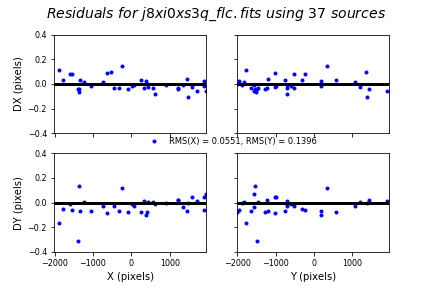 Residuals for j8xi0xs3q_flc.fits using 37 sources
DX (pixels)
0.4
0.2
0.0
−0.2
−0.4
RMS(X) = 0.0551, RMS(Y) = 0.1396
DY (pixels)
0.4
0.2
0.0
−0.2
−0.4
−2000 −1000 0 1000
−2000 −1000 0 1000
X (pixels) Y (pixels)